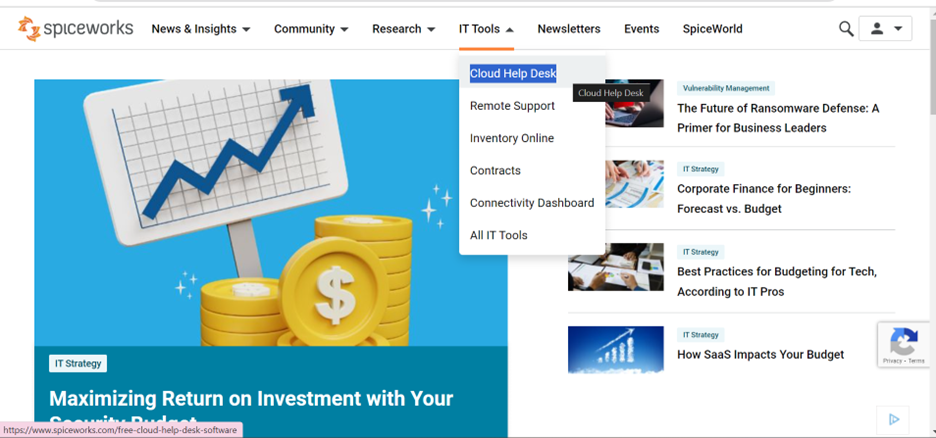 spiceworks
News & Insights
Community
Research
IT Tools
Newsletters
Events
SpiceWorld
Cloud Help Desk
Remote Support
Inventory Online
Contracts
Connectivity Dashboard
All IT Tools
Cloud Help Desk
$
IT Strategy
Maximizing Return on Investment with Your
Security Budget
Vulnerability Management
The Future of Ransomware Defense: A
Primer for Business Leaders
IT Strategy
Corporate Finance for Beginners:
Forecast vs. Budget
IT Strategy
Best Practices for Budgeting for Tech,
According to IT Pros
IT Strategy
How SaaS Impacts Your Budget
Privacy - Terms
https://www.spiceworks.com/free-cloud-help-desk-software